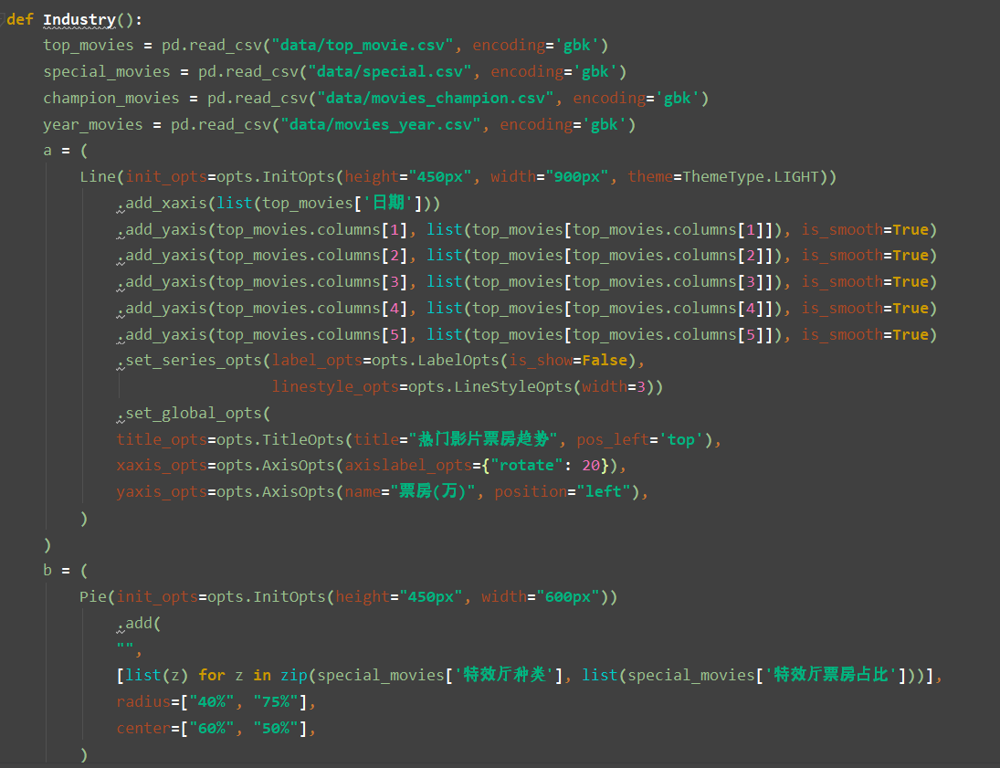 def Industry():
    top_movies = pd.read_csv("data/top_movie.csv", encoding='gbk')
    special_movies = pd.read_csv("data/special.csv", encoding='gbk')
    champion_movies = pd.read_csv("data/movies_champion.csv", encoding='gbk')
    year_movies = pd.read_csv("data/movies_year.csv", encoding='gbk')
    a = (
        Line(init_opts=opts.InitOpts(height="450px", width="900px", theme=ThemeType.LIGHT))
            .add_xaxis(list(top_movies['日期']))
            .add_yaxis(top_movies.columns[1], list(top_movies[top_movies.columns[1]]), is_smooth=True)
            .add_yaxis(top_movies.columns[2], list(top_movies[top_movies.columns[2]]), is_smooth=True)
            .add_yaxis(top_movies.columns[3], list(top_movies[top_movies.columns[3]]), is_smooth=True)
            .add_yaxis(top_movies.columns[4], list(top_movies[top_movies.columns[4]]), is_smooth=True)
            .add_yaxis(top_movies.columns[5], list(top_movies[top_movies.columns[5]]), is_smooth=True)
            .set_series_opts(label_opts=opts.LabelOpts(is_show=False),
                             linestyle_opts=opts.LineStyleOpts(width=3))
            .set_global_opts(
            title_opts=opts.TitleOpts(title="热门影片票房趋势", pos_left='top'),
            xaxis_opts=opts.AxisOpts(axislabel_opts={"rotate": 20}),
            yaxis_opts=opts.AxisOpts(name="票房(万)", position="left"),
        )
    )
    b = (
        Pie(init_opts=opts.InitOpts(height="450px", width="600px"))
            .add(
            "",
            [list(z) for z in zip(special_movies['特效厅种类'], list(special_movies['特效厅票房占比']))],
            radius=["40%", "75%"],
            center=["60%", "50%"],
        )